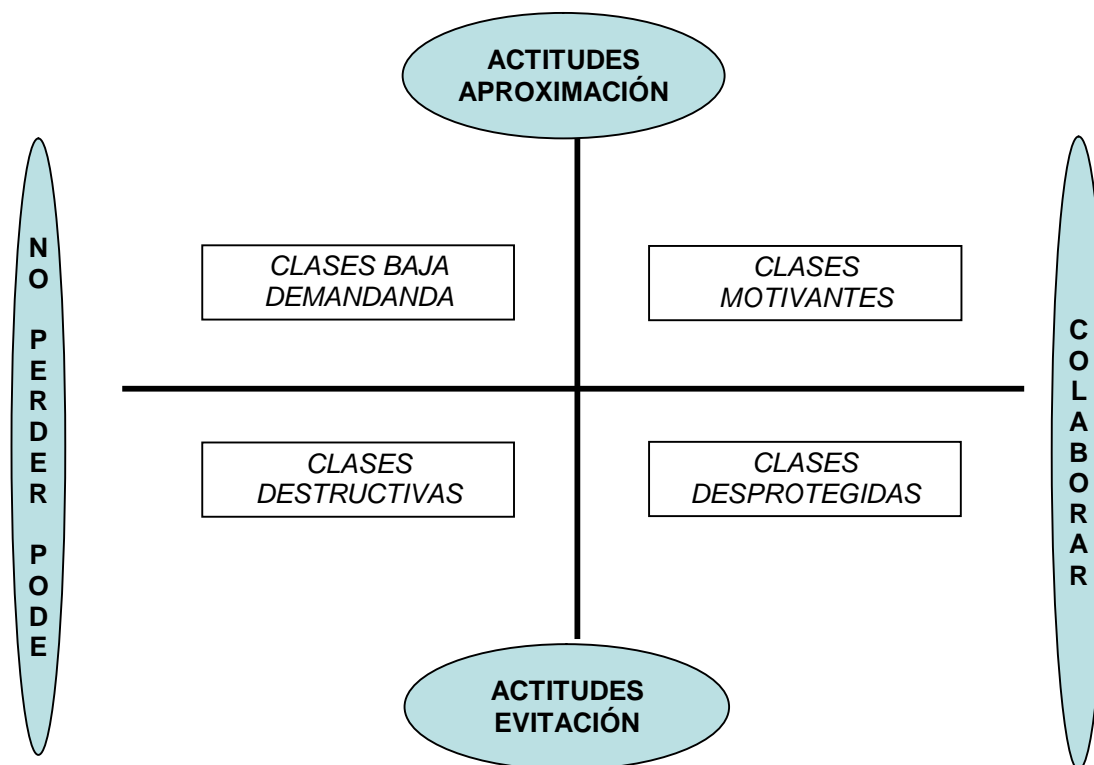 ACTITUDES
APROXIMACIÓN
NO PERDER PODE
CLASES BAJA
DEMANDANDA
CLASES
MOTIVANTES
COLABORAR
CLASES
DESTRUCTIVAS
CLASES
DESPROTEGIDAS
ACTITUDES
EVITACIÓN